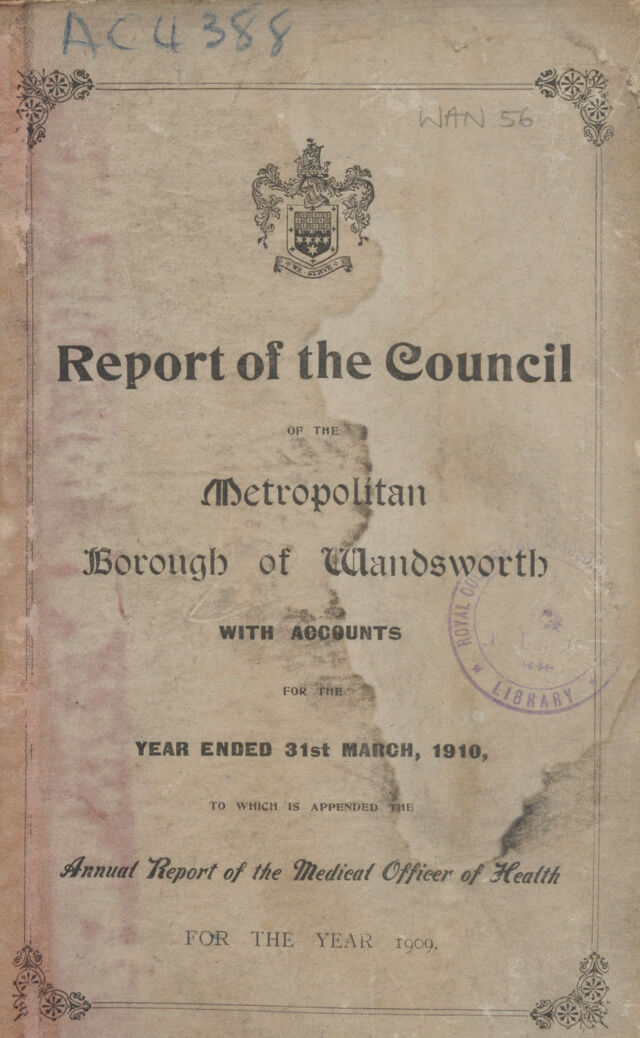 AC4388
WAN 56
WE SERVE
Report of the Council
OF THE
Metropolitan
Borough of Wandsworth
WITH ACCOUNTS
FOR THE
YEAR ENDED 31st MARCH, 1910,
TO WHICH IS APPENDED THE
Annual Report of the Medical Officer of Health
FOR THE YEAR 1909.
ROYAL
LIBRARY